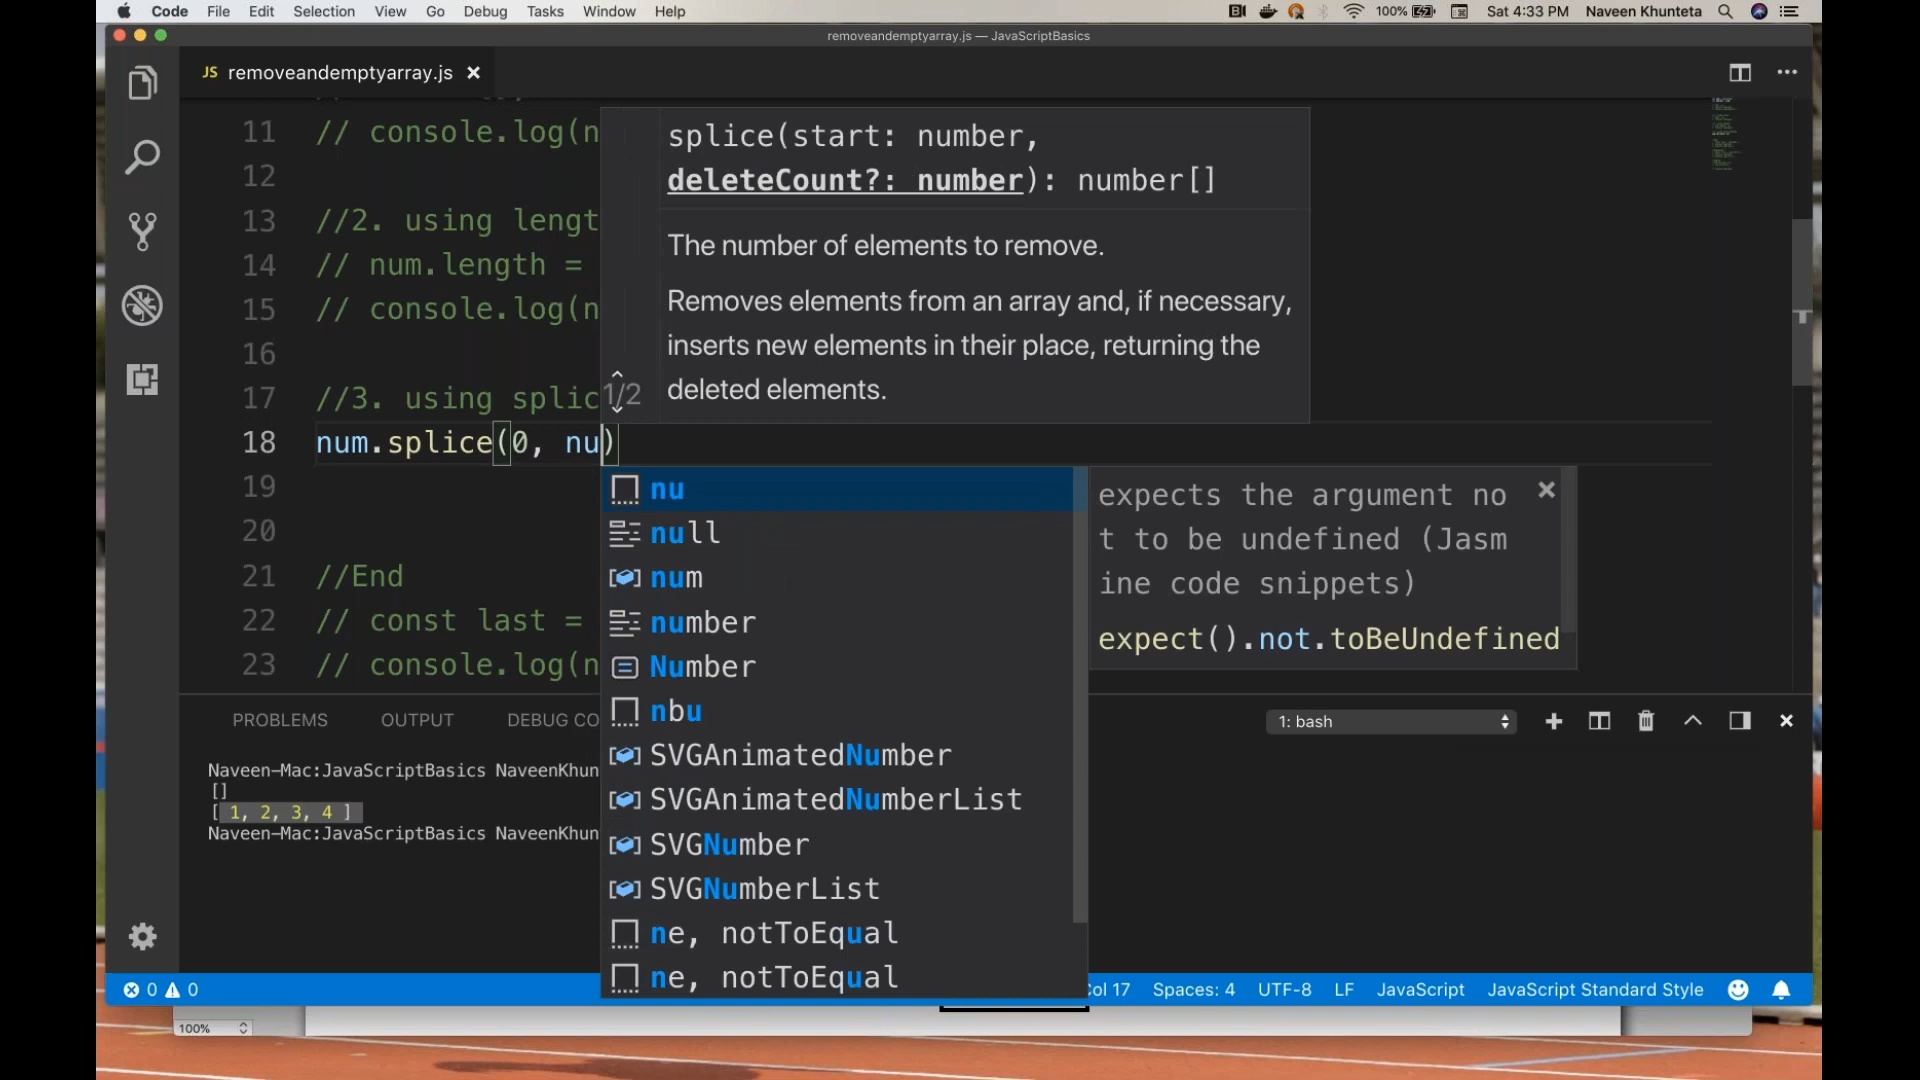 Code File Edit Selection View Go Debug Tasks Window Help 100% Sat 4:33 PM Naveen Khunteta
removeandemptyarray.js — JavaScriptBasics
JS removeandemptyarray.js
11 // console.log(n
12
13 //2. using lengt
14 // num.length =
15 // console.log(n
16
17 //3. using splic
18 num.splice(0, nu)
19
20
21 //End
22 // const last =
23 // console.log(n
splice(start: number,
deleteCount?: number): number[]
The number of elements to remove.
Removes elements from an array and, if necessary,
inserts new elements in their place, returning the
deleted elements.
1/2
nu
null
num
number
Number
nbu
SVGAnimatedNumber
SVGAnimatedNumberList
SVGNumber
SVGNumberList
ne, notToEqual
ne, notToEqual
expects the argument no
t to be undefined (Jasm
ine code snippets)
expect().not.toBeUndefined
PROBLEMS OUTPUT DEBUG CO 1: bash
Naveen-Mac:JavaScriptBasics NaveenKhun
[]
[ 1, 2, 3, 4 ]
Naveen-Mac:JavaScriptBasics NaveenKhun
0 0 Col 17 Spaces: 4 UTF-8 LF JavaScript JavaScript Standard Style
100%